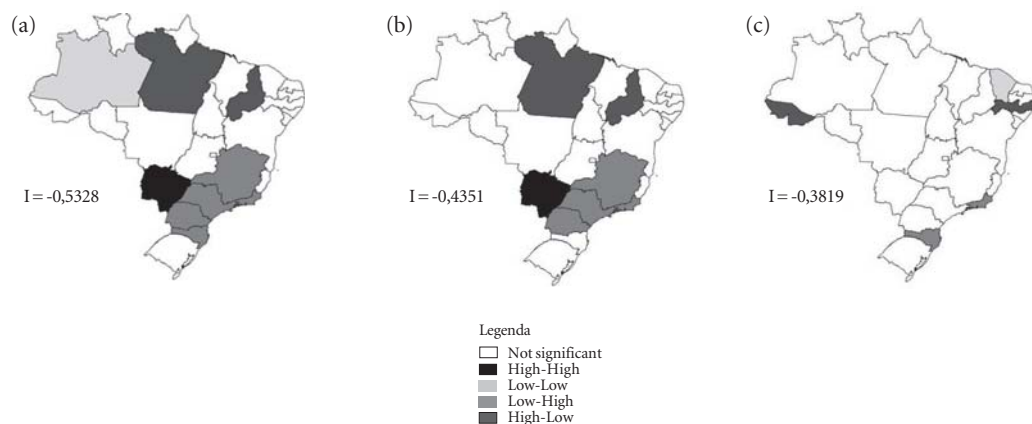 (a)
(b)
(c)
I = -0,5328
I = -0,4351
I = -0,3819
Legenda
Not significant
High-High
Low-Low
Low-High
High-Low